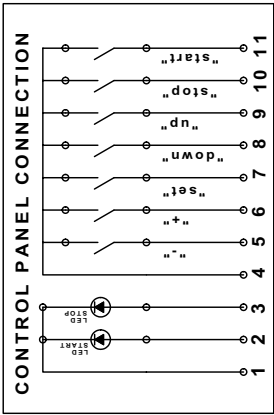 CONTROL PANEL CONNECTION
"start"
"stop"
"up"
"down"
"set"
"+"
"-"
LED
STOP
LED
START
11
10
9
8
7
6
5
4
3
2
1